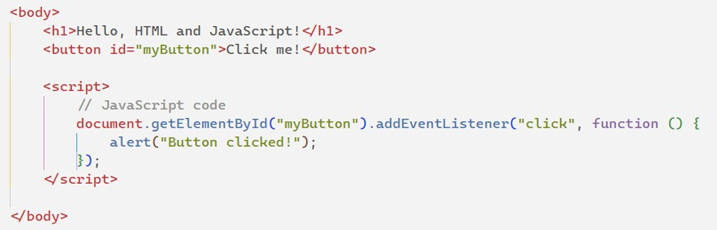 <body>
<h1>Hello, HTML and JavaScript!</h1>
<button id="myButton">Click me!</button>
<script>
// JavaScript code
document.getElementById("myButton").addEventListener("click", function () {
alert("Button clicked!");
});
</script>
</body>